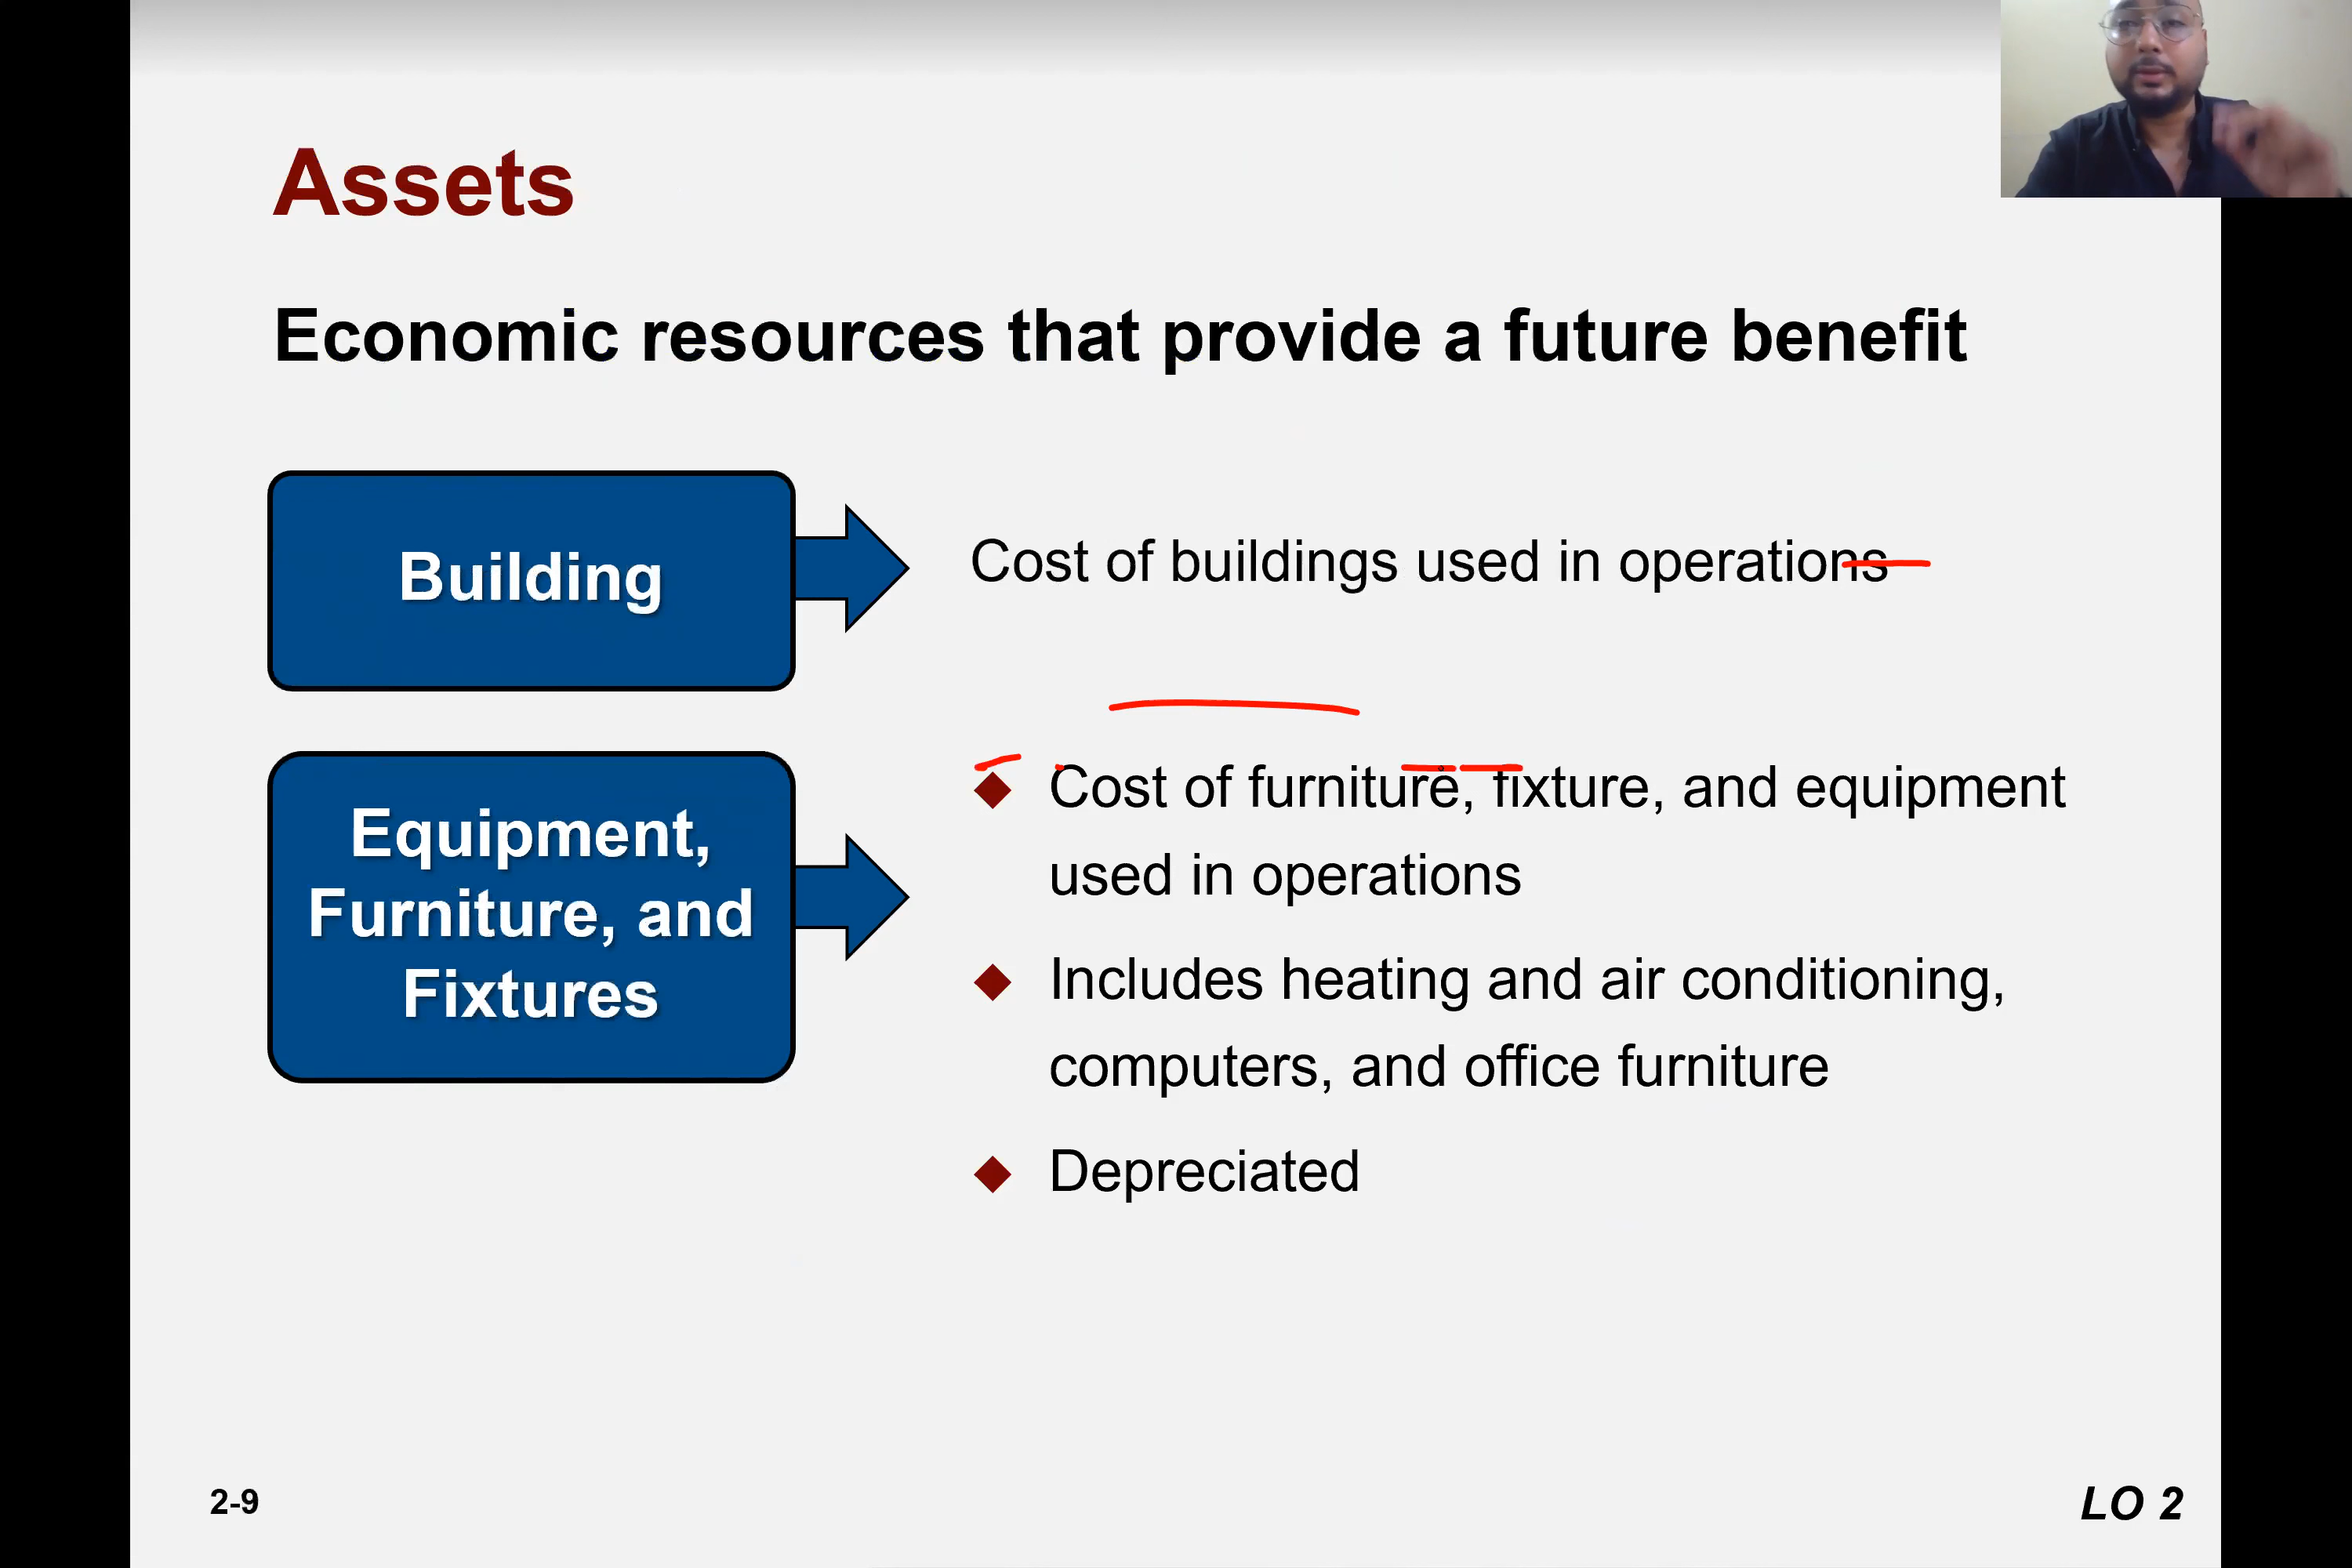 Assets
Economic resources that provide a future benefit
Building
Cost of buildings used in operations
Equipment,
Furniture, and
Fixtures
◆ Cost of furniture, fixture, and equipment
used in operations
◆ Includes heating and air conditioning,
computers, and office furniture
◆ Depreciated
2-9
LO 2